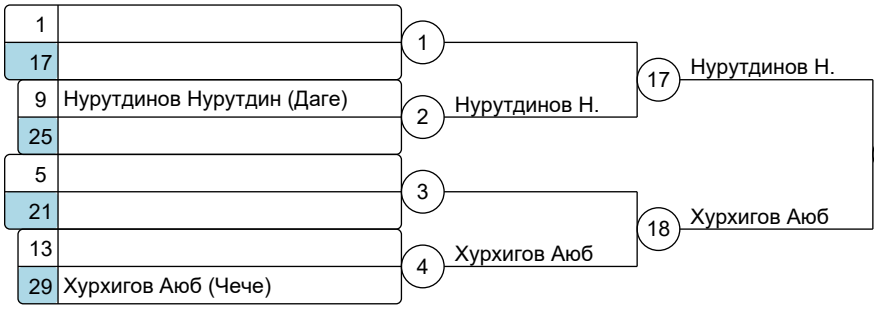 1
17
1
9 Нурутдинов Нурутдин (Даге)
25
2
Нурутдинов Н.
17
Нурутдинов Н.
5
21
3
13
29 Хурхигов Аюб (Чече)
4
Хурхигов Аюб
18
Хурхигов Аюб